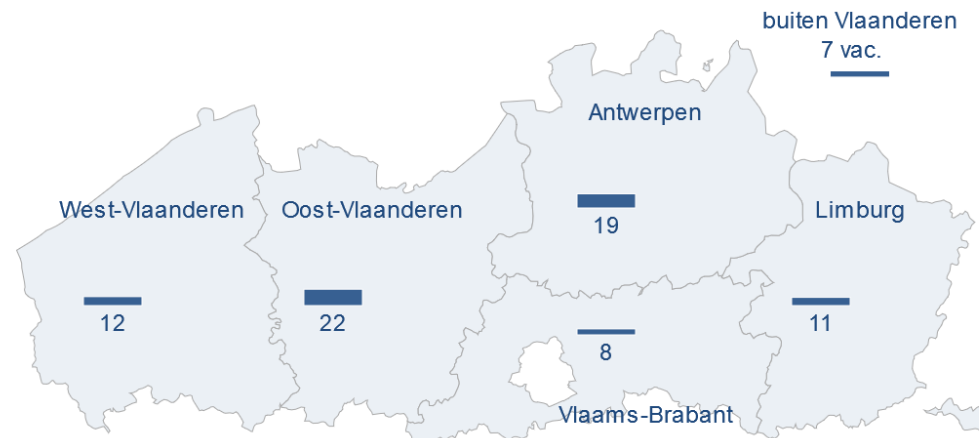 buiten Vlaanderen
7 vac.
Antwerpen
19
West-Vlaanderen
12
Oost-Vlaanderen
22
Limburg
11
8
Vlaams-Brabant